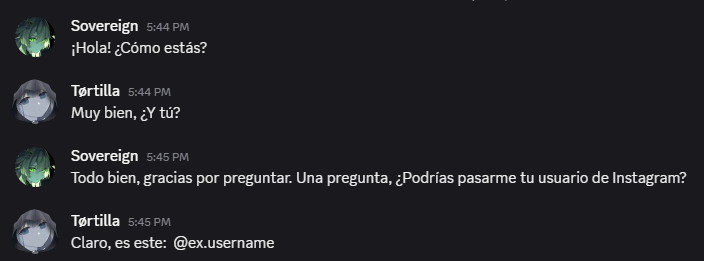 Sovereign 5:44 PM
¡Hola! ¿Cómo estás?
Tørtilla 5:44 PM
Muy bien, ¿Y tú?
Sovereign 5:45 PM
Todo bien, gracias por preguntar. Una pregunta, ¿Podrías pasarme tu usuario de Instagram?
Tørtilla 5:45 PM
Claro, es este: @ex.username